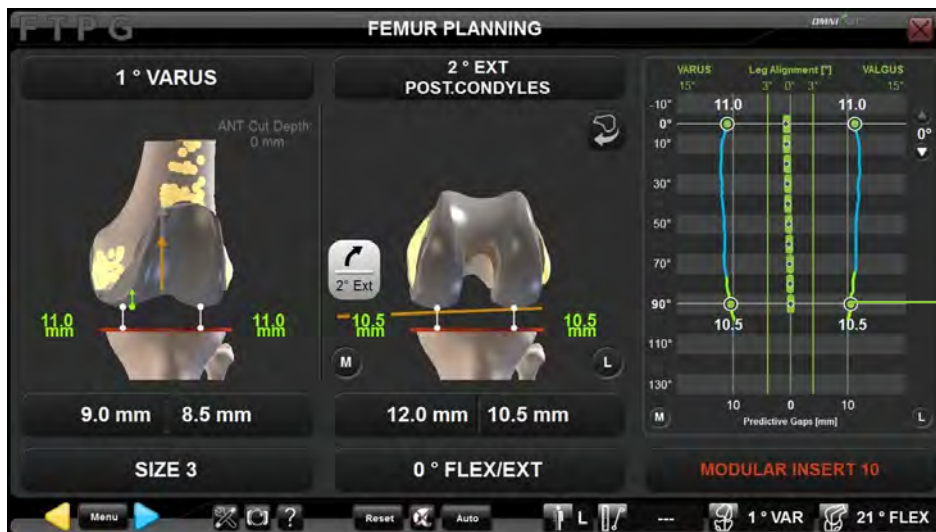 F T P G
FEMUR PLANNING
OMNI
1 ° VARUS
2 ° EXT
POST.CONDYLES
ANT Cut Depth:
0 mm
2° Ext
11.0
mm
11.0
mm
10.5
mm
10.5
mm
M
L
9.0 mm
8.5 mm
12.0 mm
10.5 mm
SIZE 3
0 ° FLEX/EXT
VARUS
Leg Alignment [°]
VALGUS
15°
3°
0°
3°
15°
-10°
0°
10°
30°
50°
70°
90°
110°
130°
11.0
11.0
0°
10.5
10.5
10
0
10
M
Predictive Gaps [mm]
L
MODULAR INSERT 10
Menu
?
Reset
Auto
L
---
1 ° VAR
21 ° FLEX